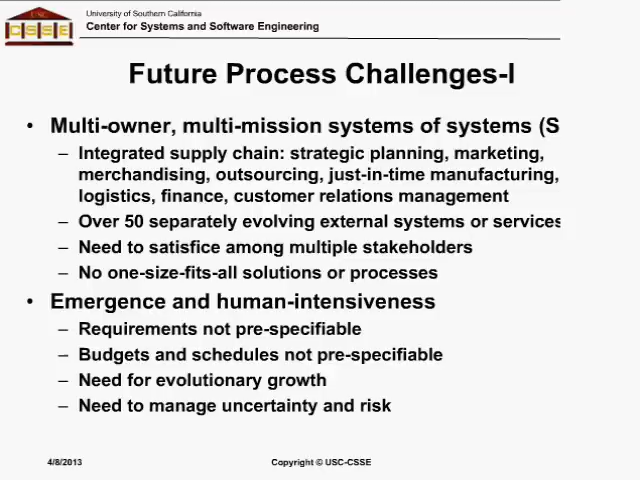 USC
CSSE
University of Southern California
Center for Systems and Software Engineering
Future Process Challenges-I
• Multi-owner, multi-mission systems of systems (S
– Integrated supply chain: strategic planning, marketing,
merchandising, outsourcing, just-in-time manufacturing,
logistics, finance, customer relations management
– Over 50 separately evolving external systems or services
– Need to satisfice among multiple stakeholders
– No one-size-fits-all solutions or processes
• Emergence and human-intensiveness
– Requirements not pre-specifiable
– Budgets and schedules not pre-specifiable
– Need for evolutionary growth
– Need to manage uncertainty and risk
4/8/2013
Copyright © USC-CSSE